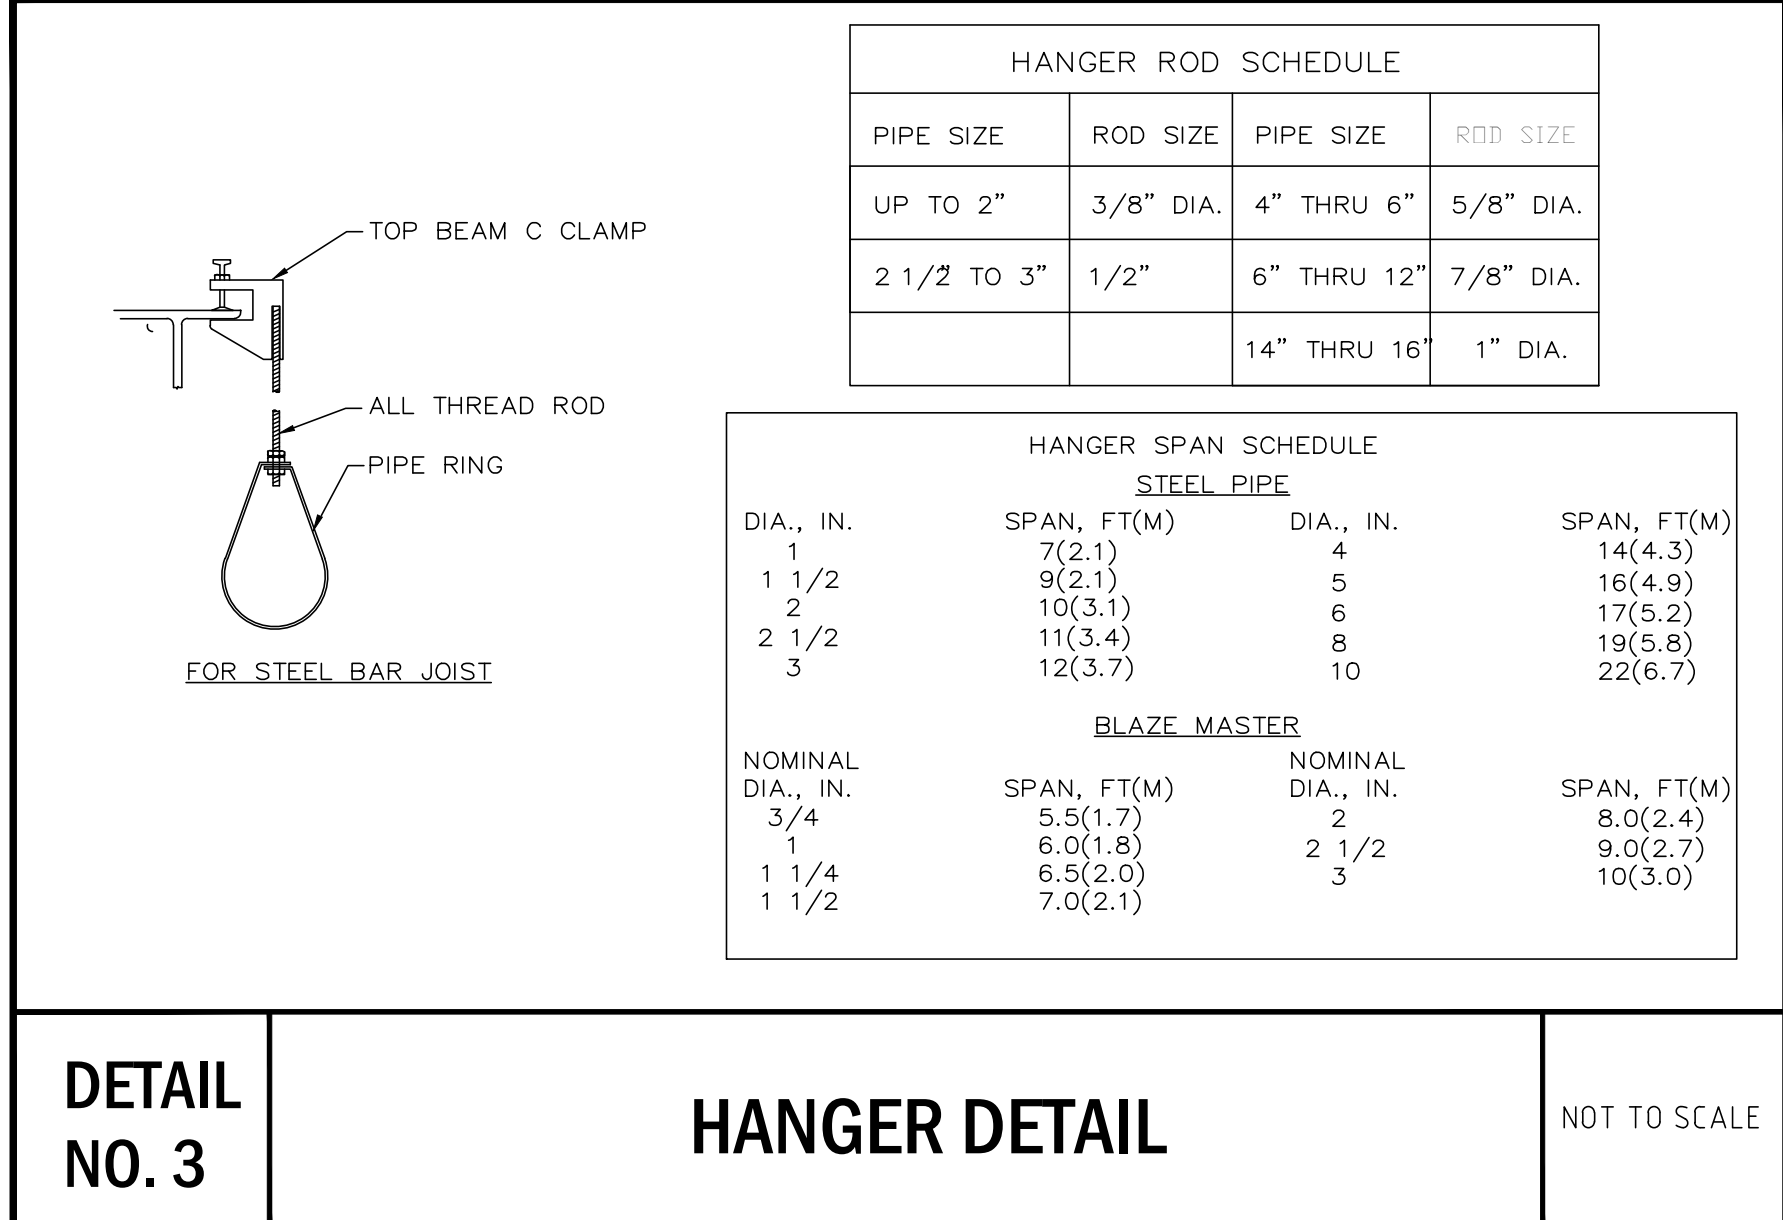 HANGER ROD SCHEDULE
PIPE SIZE ROD SIZE PIPE SIZE ROD SIZE
UP TO 2” 3/8” DIA. 4” THRU 6” 5/8” DIA.
2 1/2” TO 3” 1/2” 6” THRU 12” 7/8” DIA.
14” THRU 16” 1” DIA.
TOP BEAM C CLAMP
ALL THREAD ROD
PIPE RING
FOR STEEL BAR JOIST
HANGER SPAN SCHEDULE
STEEL PIPE
DIA., IN. SPAN, FT(M) DIA., IN. SPAN, FT(M)
1 7(2.1) 4 14(4.3)
1 1/2 9(2.1) 5 16(4.9)
2 10(3.1) 6 17(5.2)
2 1/2 11(3.4) 8 19(5.8)
3 12(3.7) 10 22(6.7)
BLAZE MASTER
NOMINAL NOMINAL
DIA., IN. SPAN, FT(M) DIA., IN. SPAN, FT(M)
3/4 5.5(1.7) 2 8.0(2.4)
1 6.0(1.8) 2 1/2 9.0(2.7)
1 1/4 6.5(2.0) 3 10(3.0)
1 1/2 7.0(2.1)
DETAIL
NO. 3
HANGER DETAIL
NOT TO SCALE